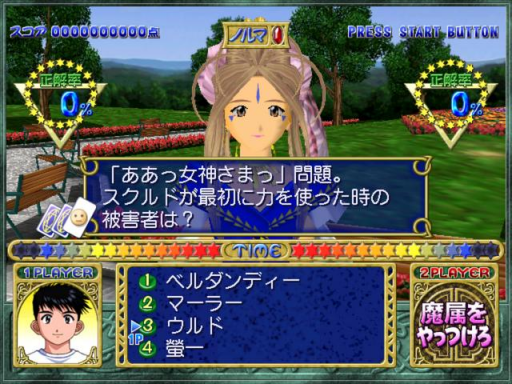 スコア 0000000000点
ノルマ
PRESS START BUTTON
正解率
0%
正解率
0%
「ああっ女神さまっ」問題。
スクルドが最初に力を使った時の
被害者は？
TIME
1 PLAYER
1 ベルダンディー
2 マーラー
3 ウルド
1P
4 螢一
2 PLAYER
魔属を
やっつけろ